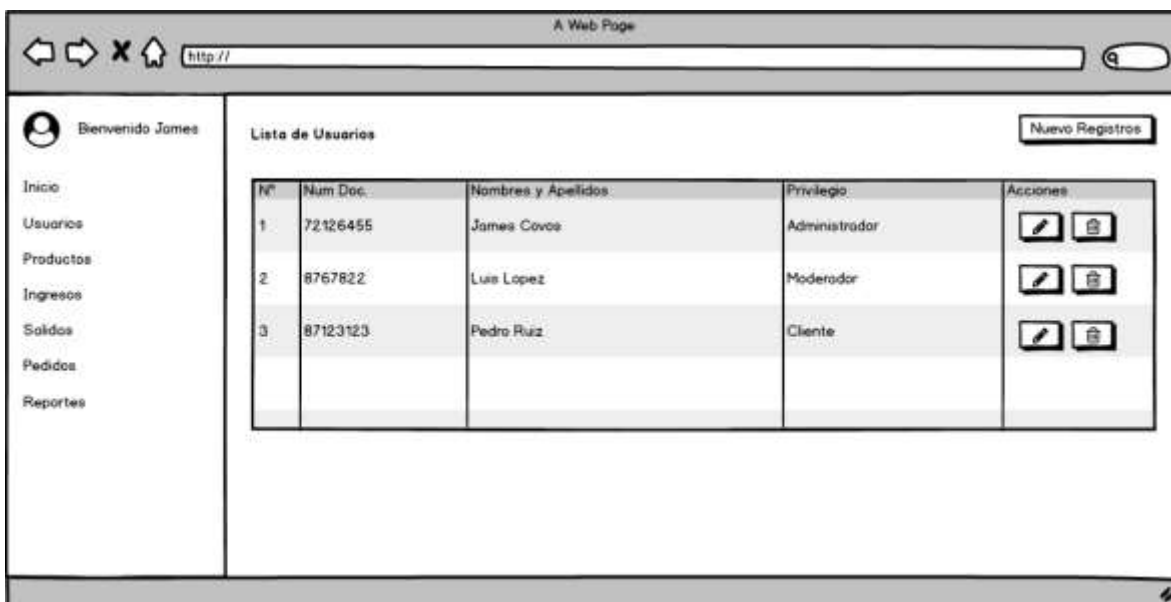 A Web Page
http://
Bienvenido James
Inicio
Usuarios
Productos
Ingresos
Salidas
Pedidos
Reportes
Lista de Usuarios
Nuevo Registros
N° Num Doc. Nombres y Apellidos Privilegio Acciones
1 72126455 James Covos Administrador
2 8767822 Luis Lopez Moderador
3 87123123 Pedro Ruiz Cliente